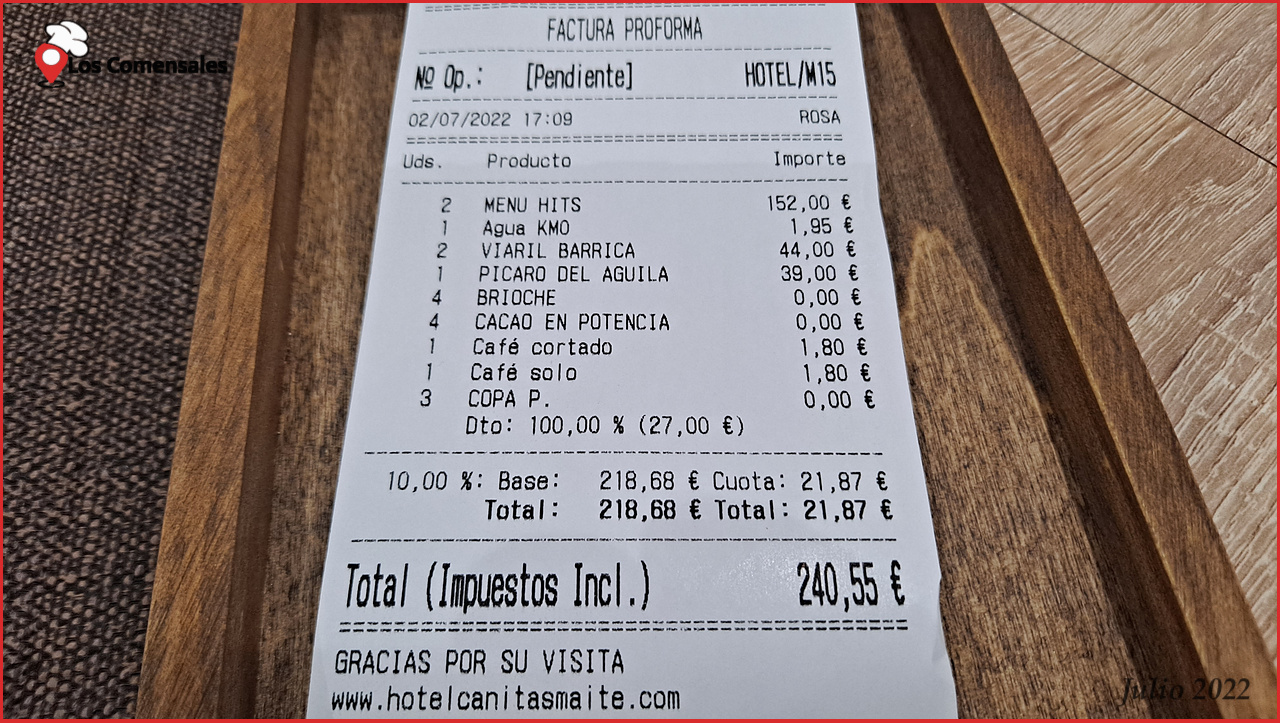 Los Comensales
FACTURA PROFORMA
Nº Op.: [Pendiente] HOTEL/M15
02/07/2022 17:09 ROSA
Uds. Producto Importe
2 MENU HITS 152,00 €
1 Agua KMO 1,95 €
2 VIARIL BARRICA 44,00 €
1 PICARO DEL AGUILA 39,00 €
4 BRIOCHE 0,00 €
4 CACAO EN POTENCIA 0,00 €
1 Café cortado 1,80 €
1 Café solo 1,80 €
3 COPA P. 0,00 €
Dto: 100,00 % (27,00 €)
10,00 %: Base: 218,68 € Cuota: 21,87 €
Total: 218,68 € Total: 21,87 €
Total (Impuestos Incl.) 240,55 €
GRACIAS POR SU VISITA
www.hotelcanitasmaite.com
Julio 2022